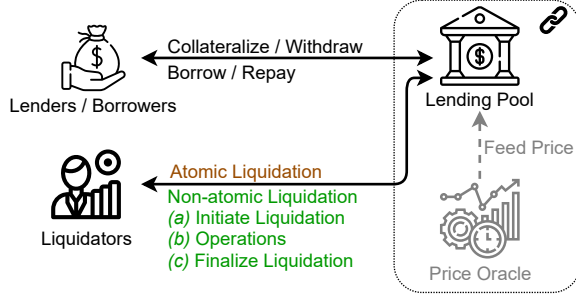 Collateralize / Withdraw
Borrow / Repay
Lenders / Borrowers
$
$
Lending Pool
Feed Price
Atomic Liquidation
Non-atomic Liquidation
(a) Initiate Liquidation
(b) Operations
(c) Finalize Liquidation
Liquidators
Price Oracle